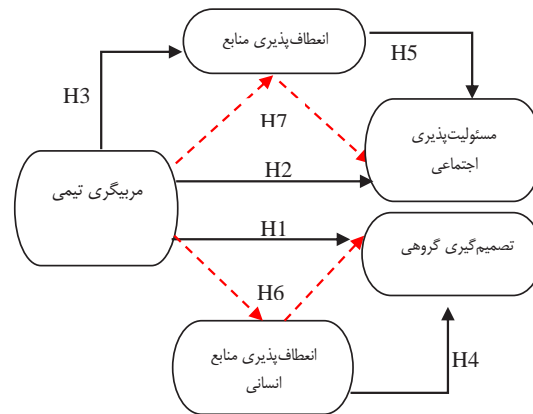 انعطاف‌پذیری منابع
H5
H3
H7
مسئولیت‌پذیری
اجتماعی
مربیگری تیمی
H2
H1
تصمیم‌گیری گروهی
H6
انعطاف‌پذیری منابع
انسانی
H4